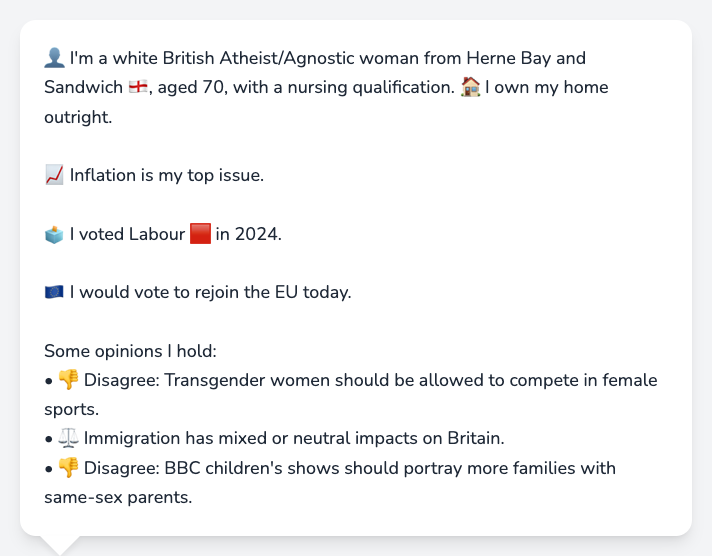 👤 I'm a white British Atheist/Agnostic woman from Herne Bay and
Sandwich 🏴󠁧󠁢󠁥󠁮󠁧󠁿, aged 70, with a nursing qualification. 🏠 I own my home
outright.
📈 Inflation is my top issue.
🗳️ I voted Labour 🟥 in 2024.
🇪🇺 I would vote to rejoin the EU today.
Some opinions I hold:
• 👎 Disagree: Transgender women should be allowed to compete in female
sports.
• ⚖️ Immigration has mixed or neutral impacts on Britain.
• 👎 Disagree: BBC children's shows should portray more families with
same-sex parents.